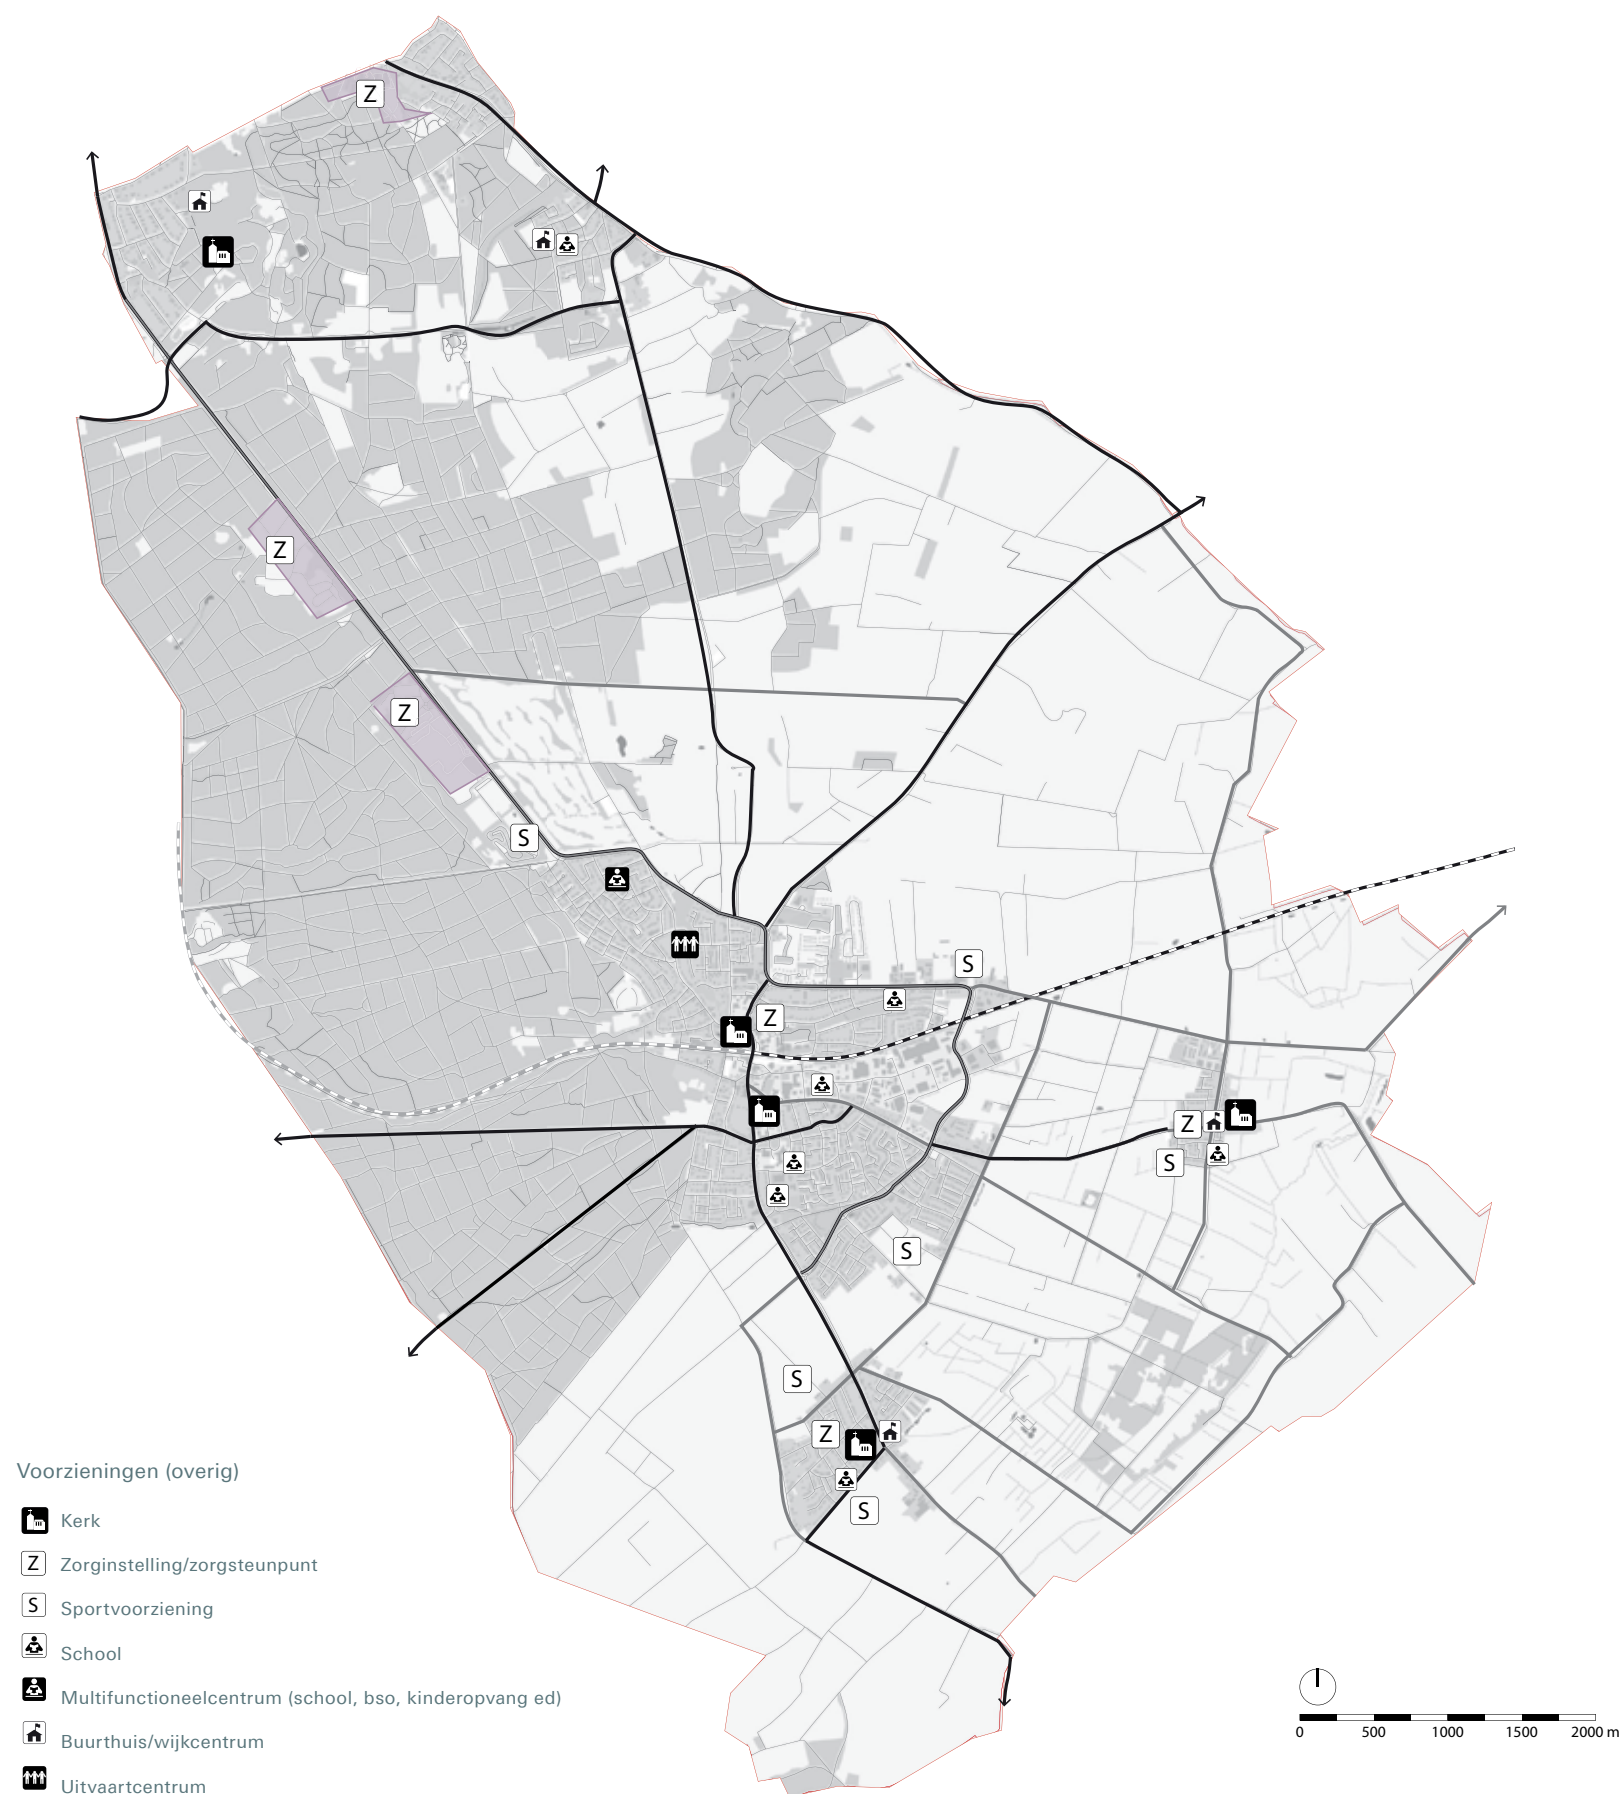 Z
Z
Z
S
S
Z
Z
S
S
S
Z
S
Voorzieningen (overig)
Kerk
Z Zorginstelling/zorgsteunpunt
S Sportvoorziening
School
Multifunctioneelcentrum (school, bso, kinderopvang ed)
Buurthuis/wijkcentrum
Uitvaartcentrum
0 500 1000 1500 2000 m